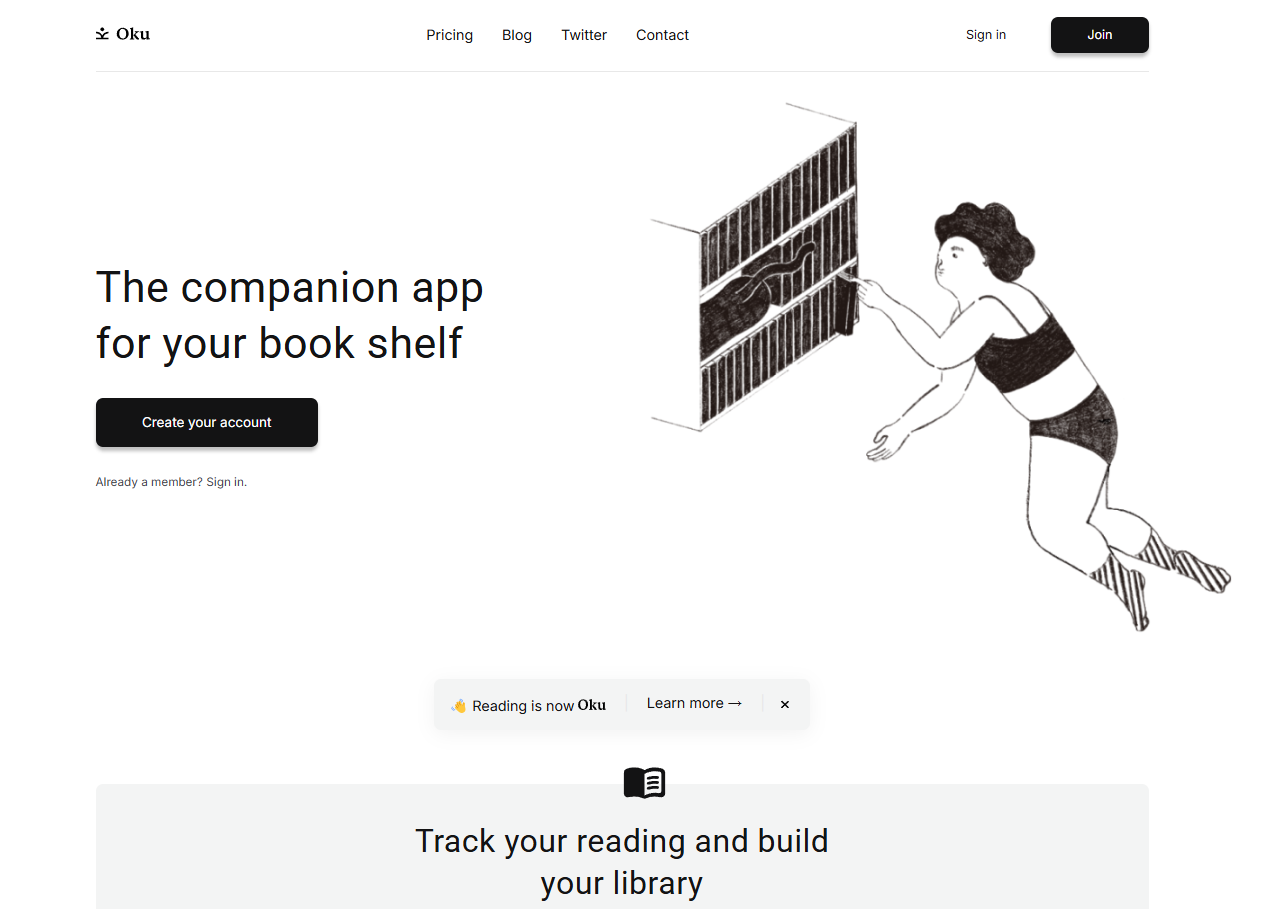 Oku
Pricing
Blog
Twitter
Contact
Sign in
Join
The companion app
for your book shelf
Create your account
Already a member? Sign in.
👋 Reading is now Oku
Learn more →
✕
Track your reading and build
your library